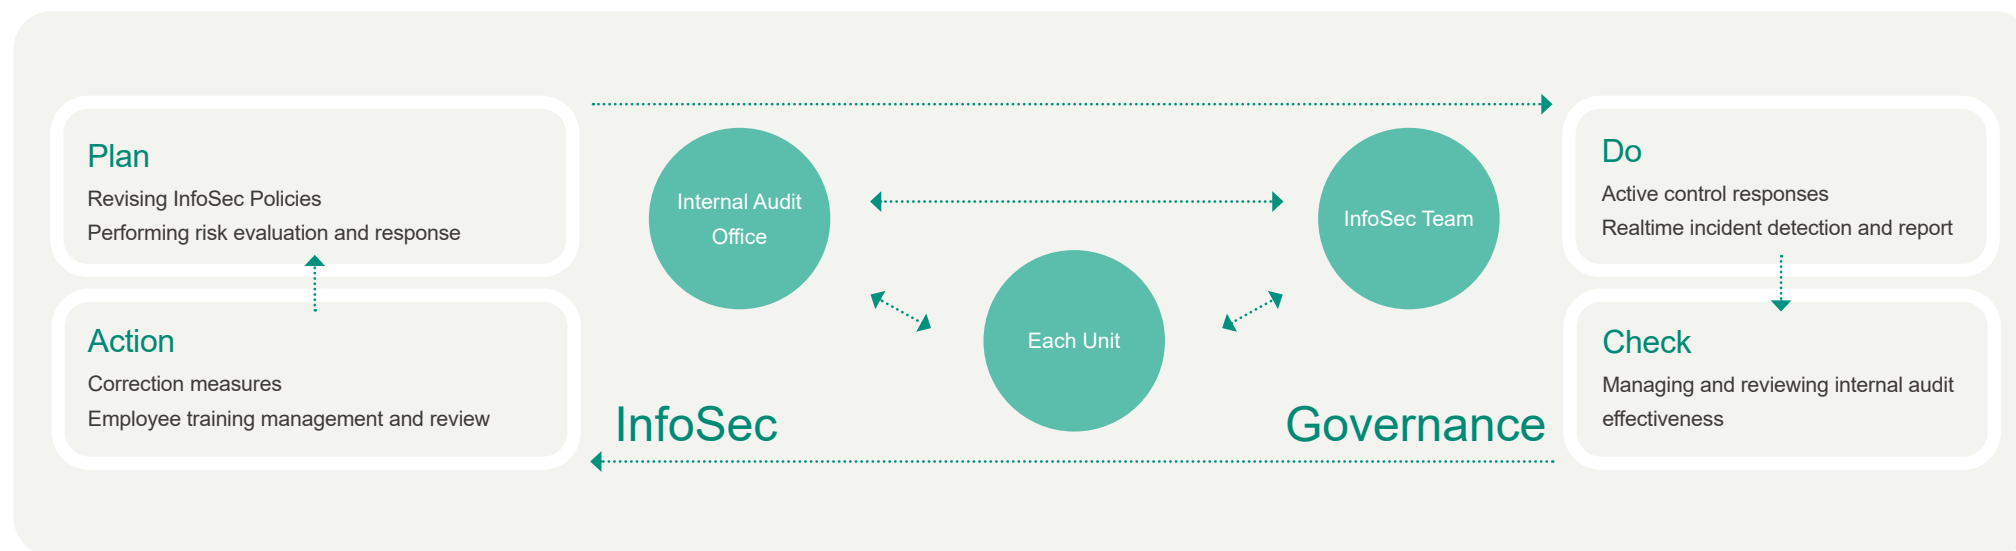 Plan
Revising InfoSec Policies
Performing risk evaluation and response
Action
Correction measures
Employee training management and review
Internal Audit
Office
Each Unit
InfoSec Team
InfoSec
Governance
Do
Active control responses
Realtime incident detection and report
Check
Managing and reviewing internal audit
effectiveness